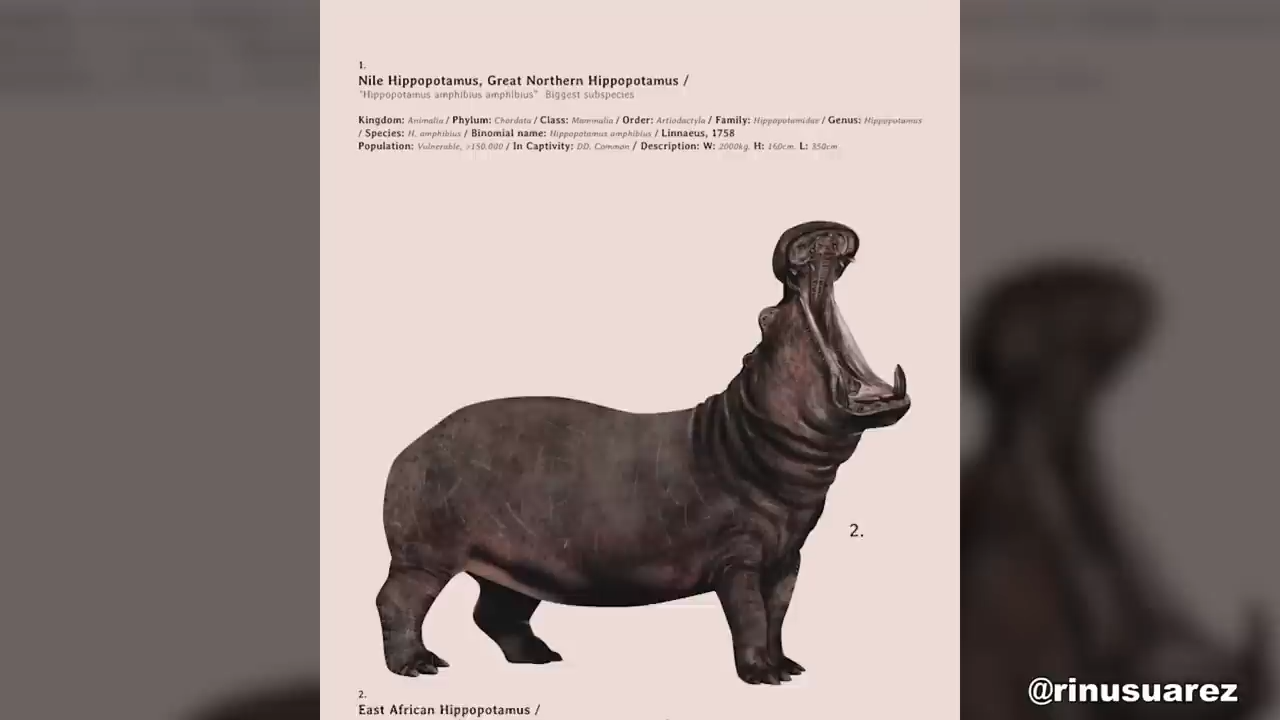 1.
Nile Hippopotamus, Great Northern Hippopotamus /
"Hippopotamus amphibius amphibius" Biggest subspecies
Kingdom: Animalia / Phylum: Chordata / Class: Mammalia / Order: Artiodactyla / Family: Hippopotamidae / Genus: Hippopotamus
/ Species: H. amphibius / Binomial name: Hippopotamus amphibius / Linnaeus, 1758
Population: Vulnerable, >150.000 / In Captivity: DD. Common / Description: W: 2000kg. H: 160cm. L: 350cm.
2.
2.
East African Hippopotamus /
@rinusuarez